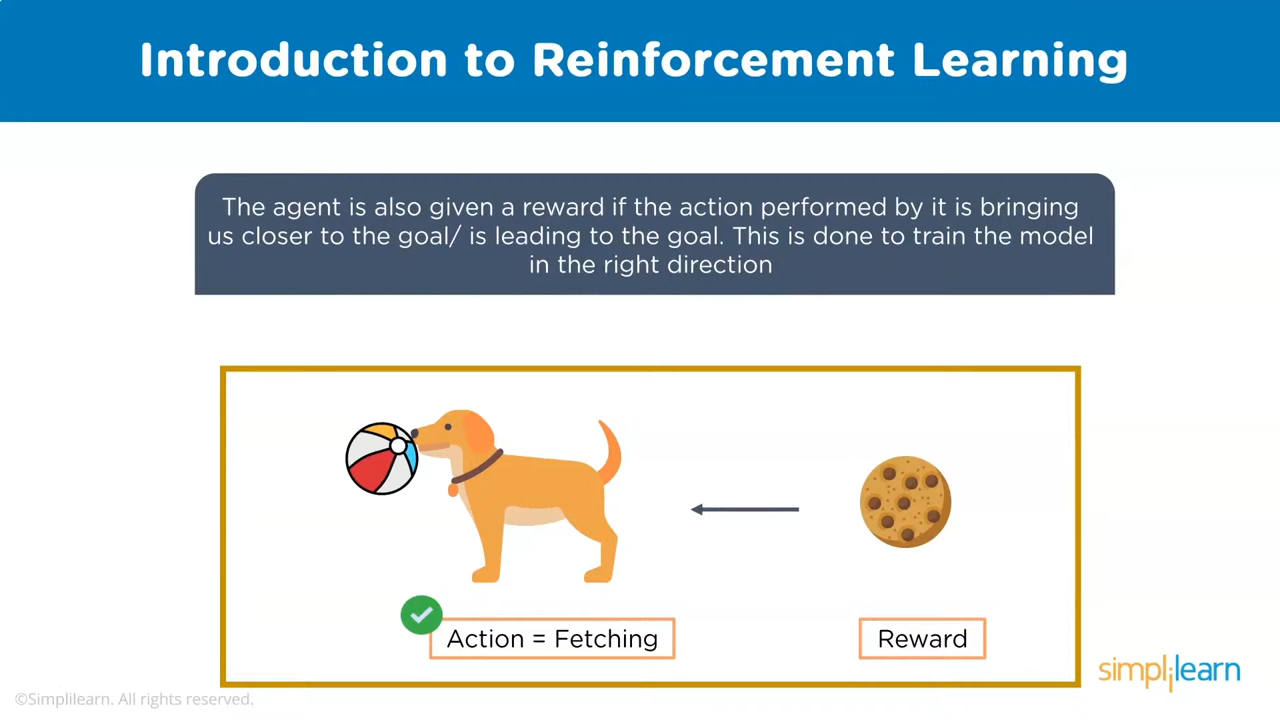 Introduction to Reinforcement Learning
The agent is also given a reward if the action performed by it is bringing
us closer to the goal/ is leading to the goal. This is done to train the model
in the right direction
Action = Fetching
Reward
simplilearn
©Simplilearn. All rights reserved.